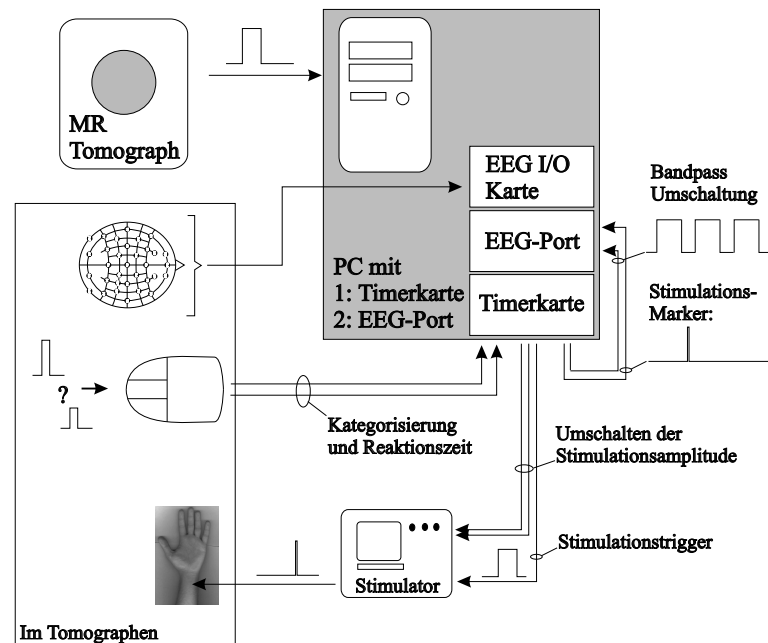 MR
Tomograph
EEG I/O
Karte
EEG-Port
Timerkarte
PC mit
1: Timerkarte
2: EEG-Port
Bandpass
Umschaltung
Stimulations-
Marker:
?
Kategorisierung
und Reaktionszeit
Umschalten der
Stimulationsamplitude
Stimulationstrigger
Stimulator
Im Tomographen